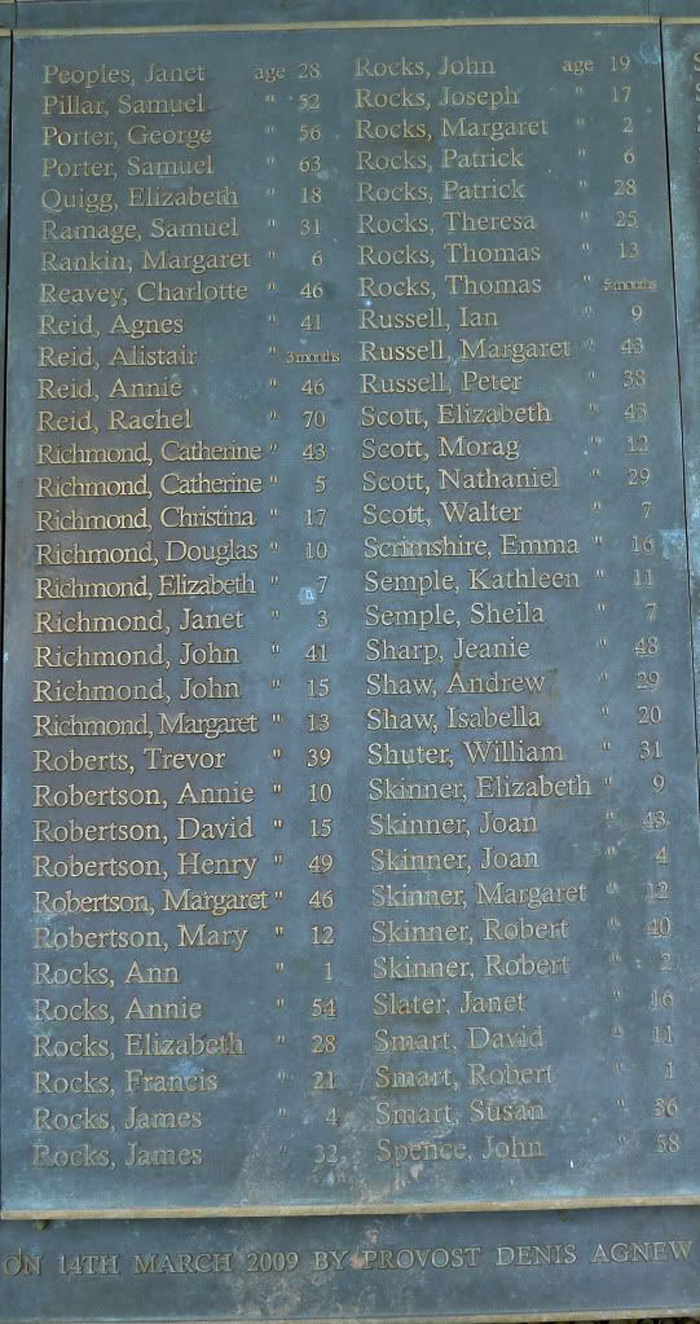 Peoples, Janet age 28
Pillar, Samuel " 52
Porter, George " 56
Porter, Samuel " 63
Quigg, Elizabeth " 18
Ramage, Samuel " 31
Rankin, Margaret " 6
Reavey, Charlotte " 46
Reid, Agnes " 41
Reid, Alistair " 3 months
Reid, Annie " 46
Reid, Rachel " 70
Richmond, Catherine " 43
Richmond, Catherine " 5
Richmond, Christina " 17
Richmond, Douglas " 10
Richmond, Elizabeth " 7
Richmond, Janet " 3
Richmond, John " 41
Richmond, John " 15
Richmond, Margaret " 13
Roberts, Trevor " 39
Robertson, Annie " 10
Robertson, David " 15
Robertson, Henry " 49
Robertson, Margaret " 46
Robertson, Mary " 12
Rocks, Ann " 1
Rocks, Annie " 54
Rocks, Elizabeth " 28
Rocks, Francis " 21
Rocks, James " 4
Rocks, James " 32
Rocks, John age 19
Rocks, Joseph " 17
Rocks, Margaret " 2
Rocks, Patrick " 6
Rocks, Patrick " 28
Rocks, Theresa " 25
Rocks, Thomas " 13
Rocks, Thomas " 5 months
Russell, Ian " 9
Russell, Margaret " 43
Russell, Peter " 38
Scott, Elizabeth " 43
Scott, Morag " 12
Scott, Nathaniel " 29
Scott, Walter " 7
Scrimshire, Emma " 16
Semple, Kathleen " 11
Semple, Sheila " 7
Sharp, Jeanie " 48
Shaw, Andrew " 29
Shaw, Isabella " 20
Shuter, William " 31
Skinner, Elizabeth " 9
Skinner, Joan " 43
Skinner, Joan " 4
Skinner, Margaret " 12
Skinner, Robert " 40
Skinner, Robert " 2
Slater, Janet " 16
Smart, David " 11
Smart, Robert " 1
Smart, Susan " 36
Spence, John " 58
ON 14TH MARCH 2009 BY PROVOST DENIS AGNEW